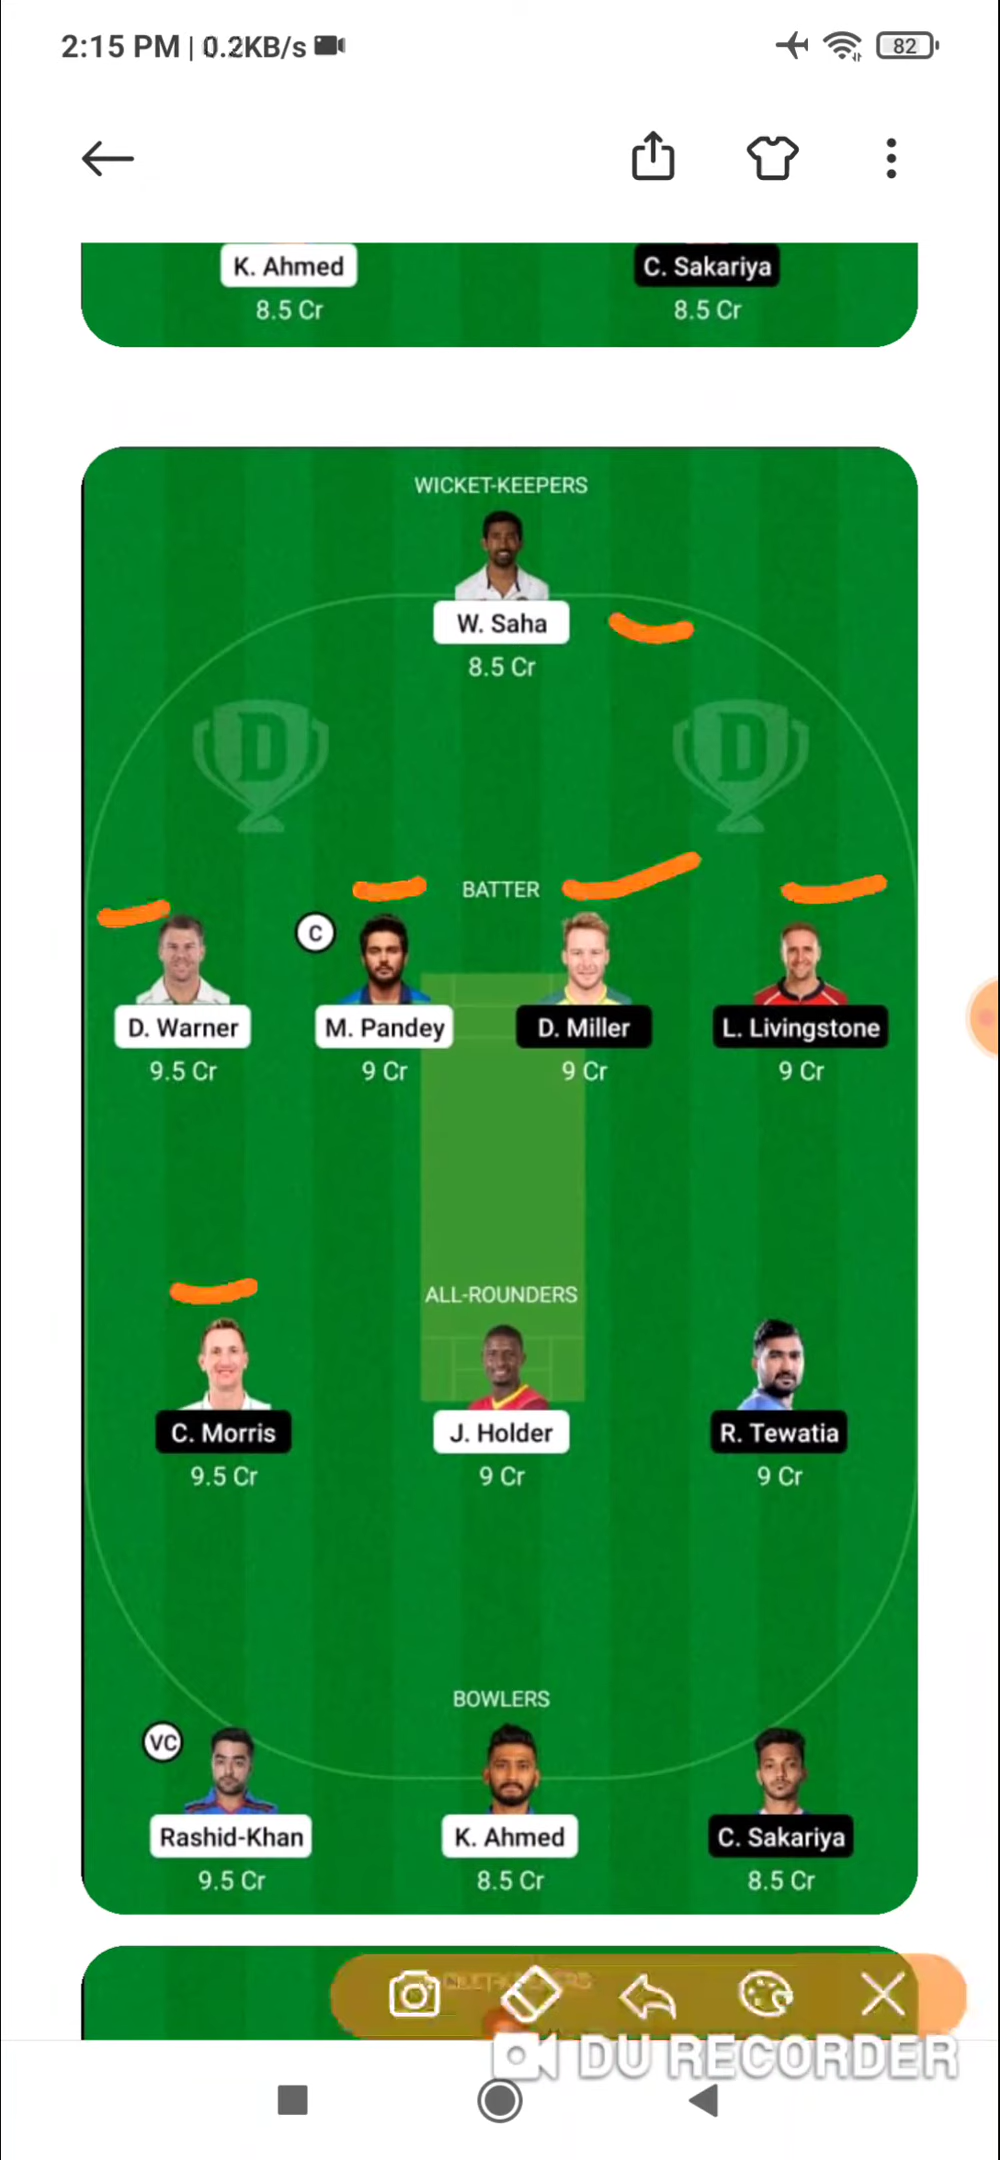 2:15 PM | 0.2KB/s
82
K. Ahmed
C. Sakariya
8.5 Cr
8.5 Cr
WICKET-KEEPERS
W. Saha
8.5 Cr
D
D
BATTER
C
D. Warner
M. Pandey
D. Miller
L. Livingstone
9.5 Cr
9 Cr
9 Cr
9 Cr
ALL-ROUNDERS
C. Morris
J. Holder
R. Tewatia
9.5 Cr
9 Cr
9 Cr
BOWLERS
VC
Rashid-Khan
K. Ahmed
C. Sakariya
9.5 Cr
8.5 Cr
8.5 Cr
DU RECORDER